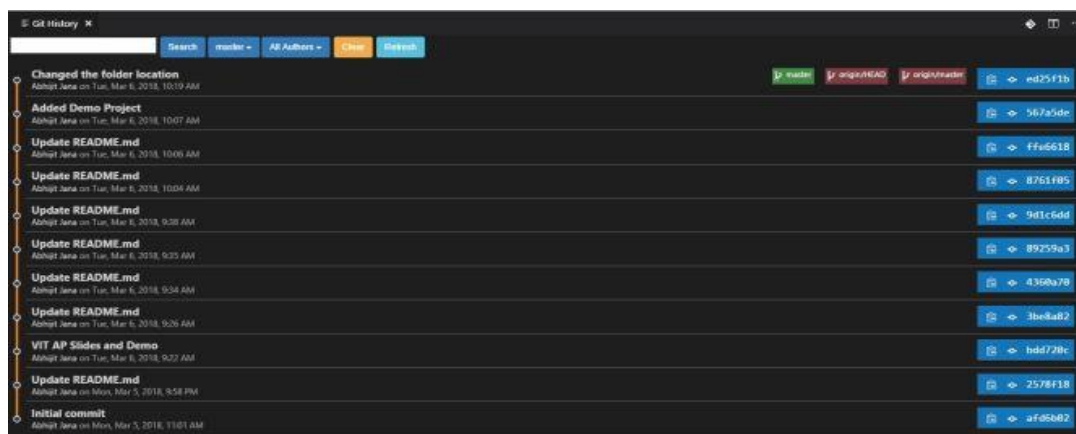 Git History
Search master All Authors Clear Refresh
Changed the folder location
Abhijit Jana on Tue, Mar 6, 2018, 10:19 AM
master origin/HEAD origin/master ed25f1b
Added Demo Project
Abhijit Jana on Tue, Mar 6, 2018, 10:07 AM
567a5de
Update README.md
Abhijit Jana on Tue, Mar 6, 2018, 10:06 AM
Update README.md
Abhijit Jana on Tue, Mar 6, 2018, 10:04 AM
8761f05
Update README.md
Abhijit Jana on Tue, Mar 6, 2018, 9:38 AM
9d1c6dd
Update README.md
Abhijit Jana on Tue, Mar 6, 2018, 9:35 AM
89259a3
Update README.md
Abhijit Jana on Tue, Mar 6, 2018, 9:34 AM
4360a70
Update README.md
Abhijit Jana on Tue, Mar 6, 2018, 9:26 AM
3be8a82
VIT AP Slides and Demo
Abhijit Jana on Tue, Mar 6, 2018, 9:22 AM
Update README.md
Abhijit Jana on Mon, Mar 5, 2018, 9:58 PM
2578f18
Initial commit
Abhijit Jana on Mon, Mar 5, 2018, 11:01 AM
afd6b02